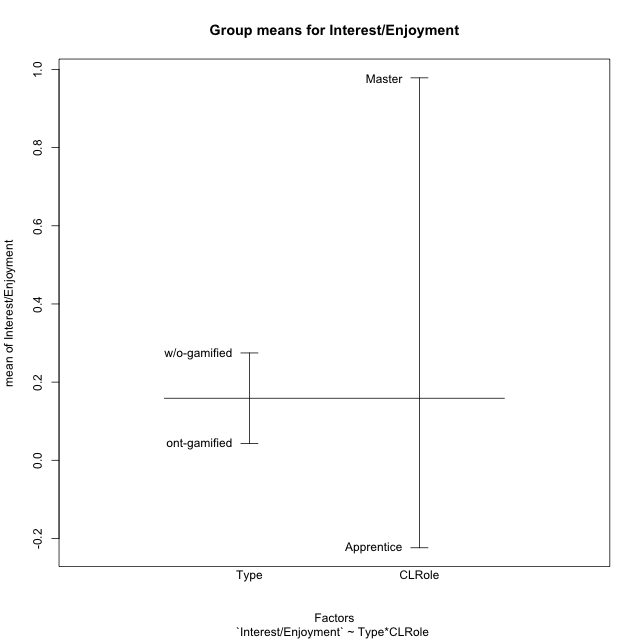 Group means for Interest/Enjoyment
mean of Interest/Enjoyment
1.0
0.8
0.6
0.4
0.2
0.0
-0.2
Master
w/o-gamified
ont-gamified
Apprentice
Type
CLRole
Factors
`Interest/Enjoyment` ~ Type*CLRole